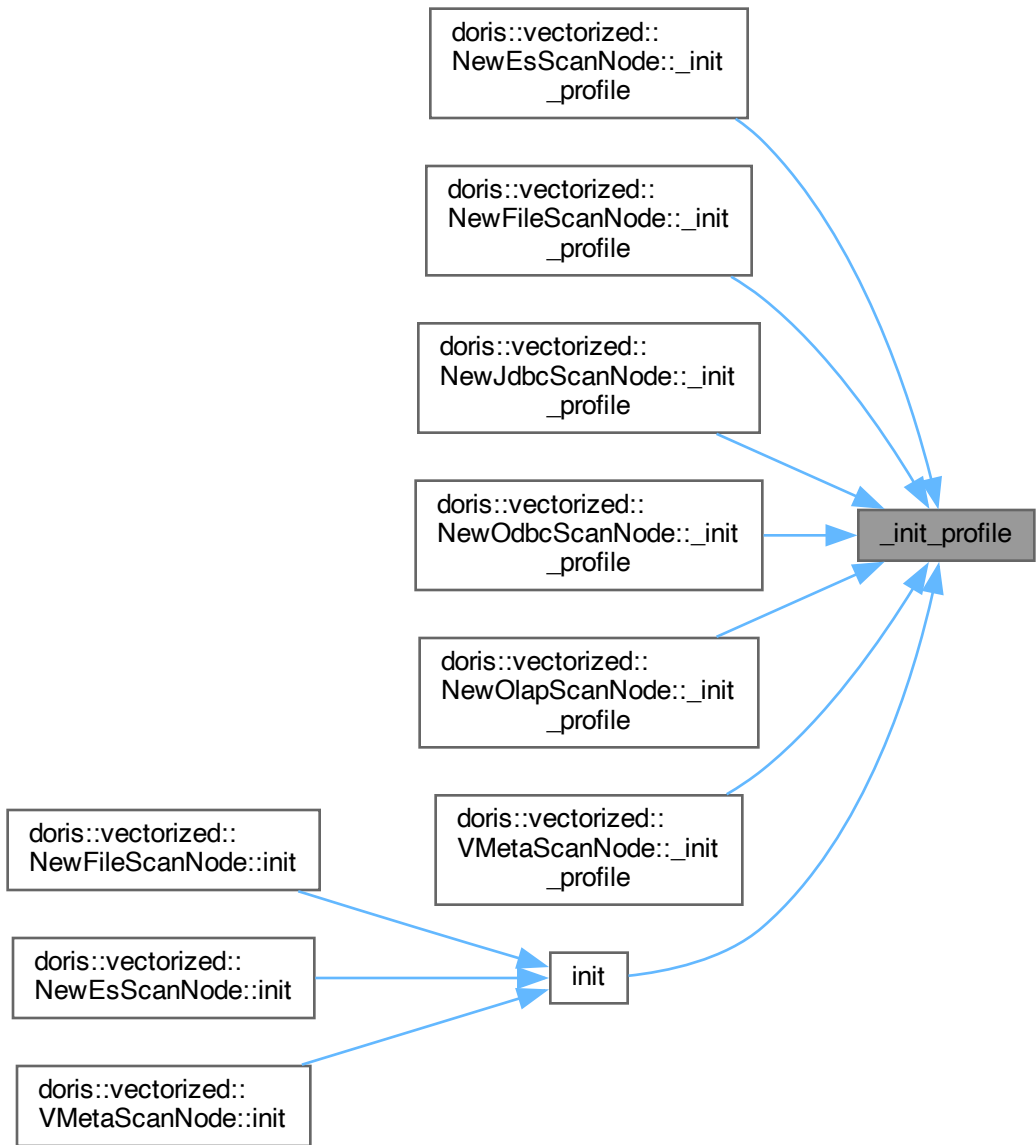 doris::vectorized::
NewEsScanNode::_init
_profile
doris::vectorized::
NewFileScanNode::_init
_profile
doris::vectorized::
NewJdbcScanNode::_init
_profile
doris::vectorized::
NewOdbcScanNode::_init
_profile
_init_profile
doris::vectorized::
NewOlapScanNode::_init
_profile
doris::vectorized::
VMetaScanNode::_init
_profile
doris::vectorized::
NewFileScanNode::init
doris::vectorized::
NewEsScanNode::init
init
doris::vectorized::
VMetaScanNode::init